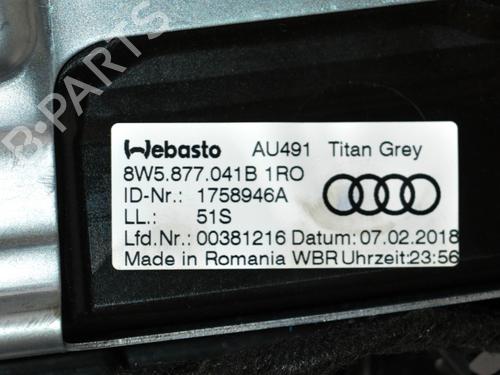 B-PARTS
Webasto AU491 Titan Grey
8W5.877.041B 1RO
ID-Nr.: 1758946A
LL.: 51S
Lfd.Nr.: 00381216 Datum: 07.02.2018
Made in Romania WBR Uhrzeit:23:56